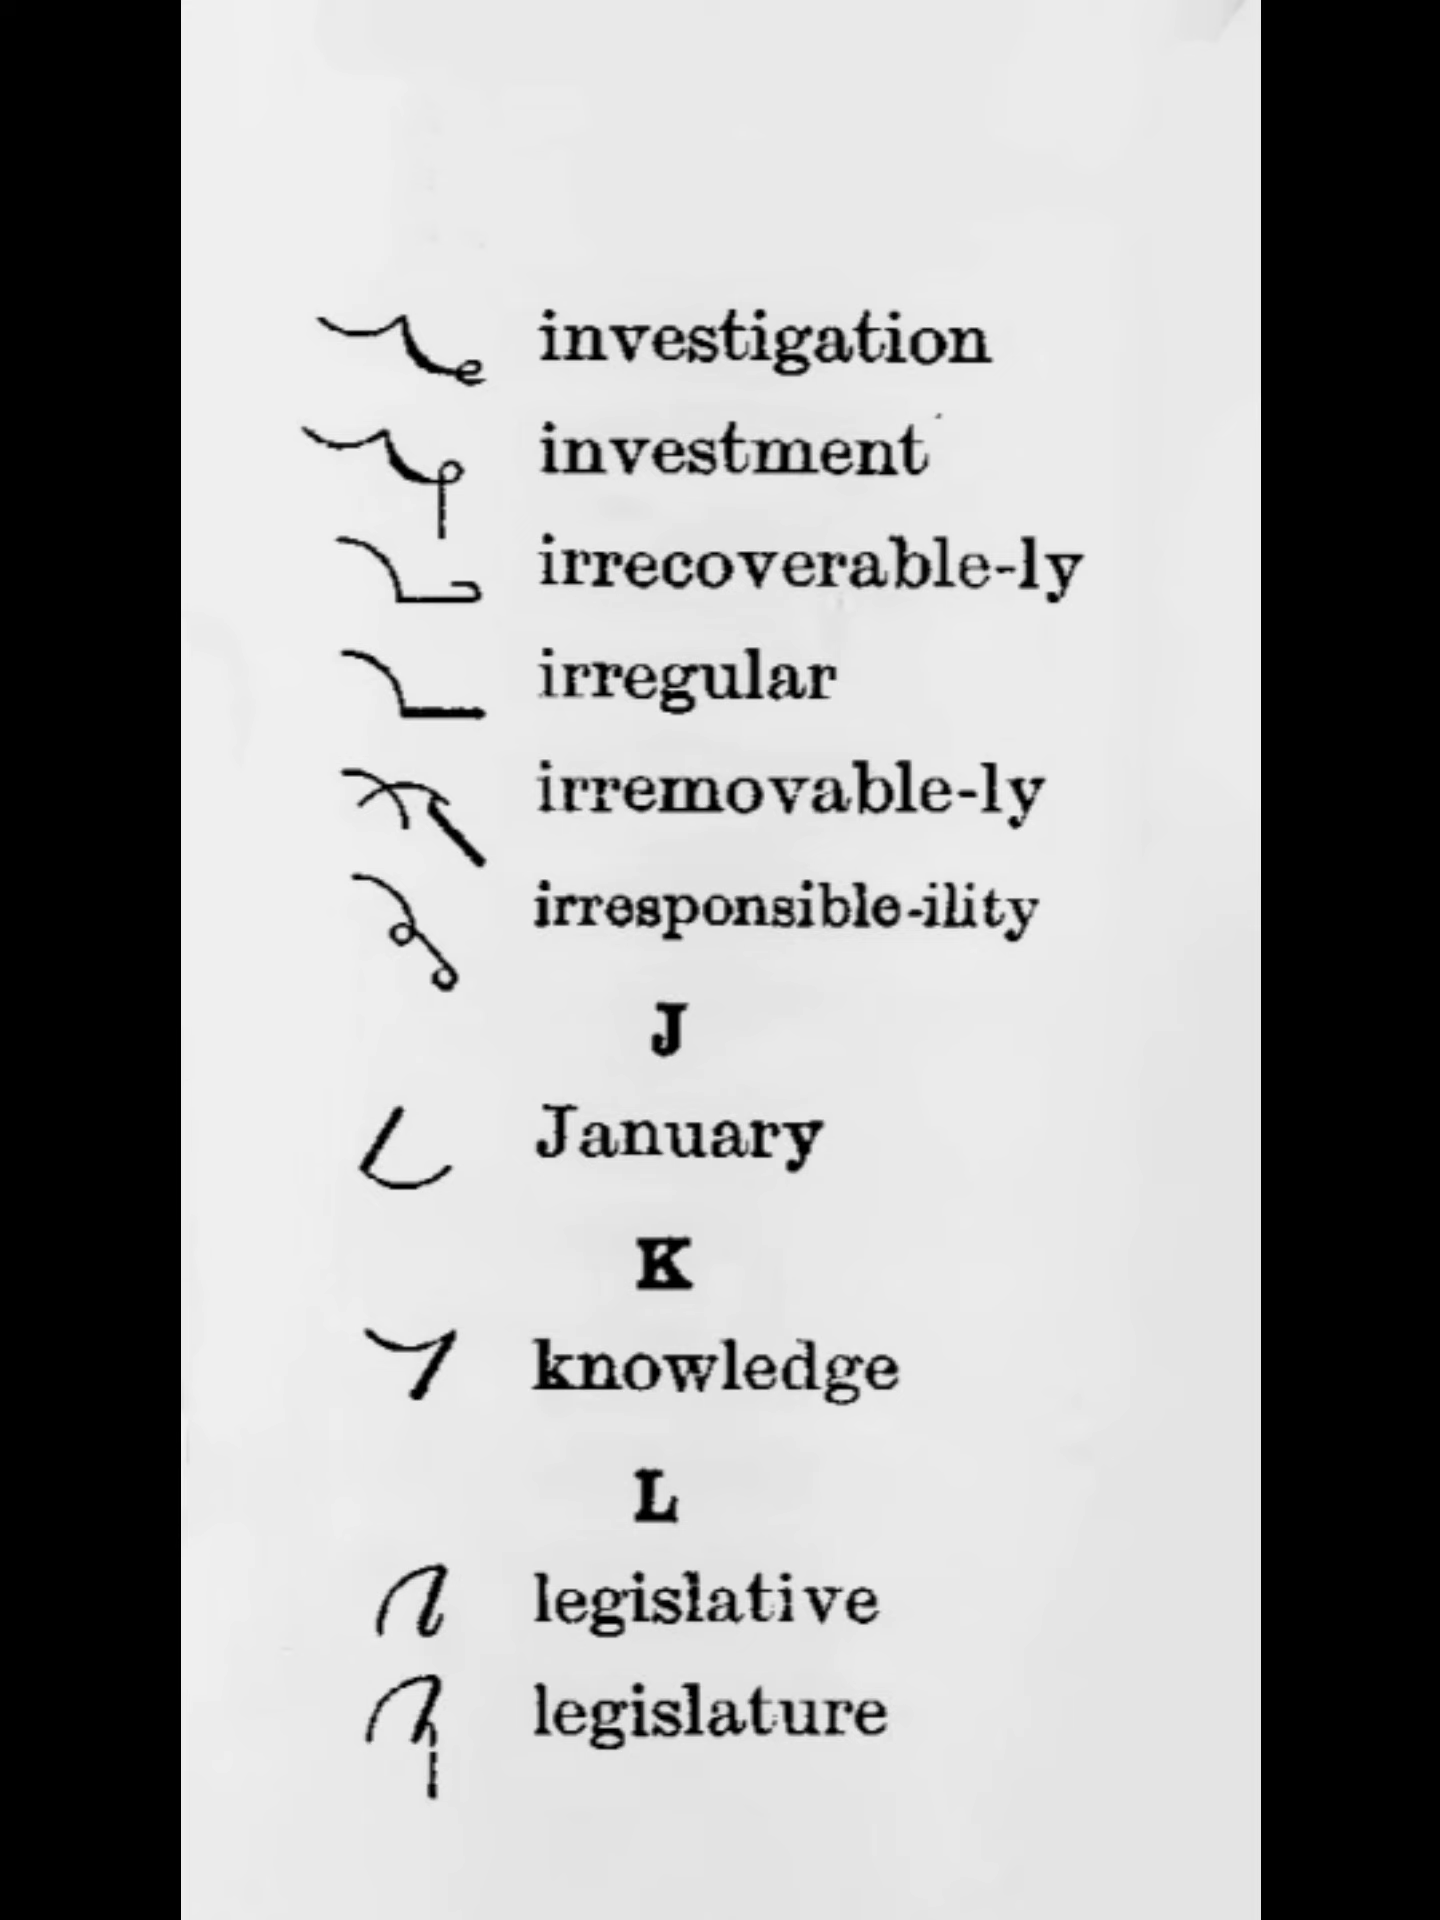 investigation
investment
irrecoverable-ly
irregular
irremovable-ly
irresponsible-ility
J
January
K
knowledge
L
legislative
legislature